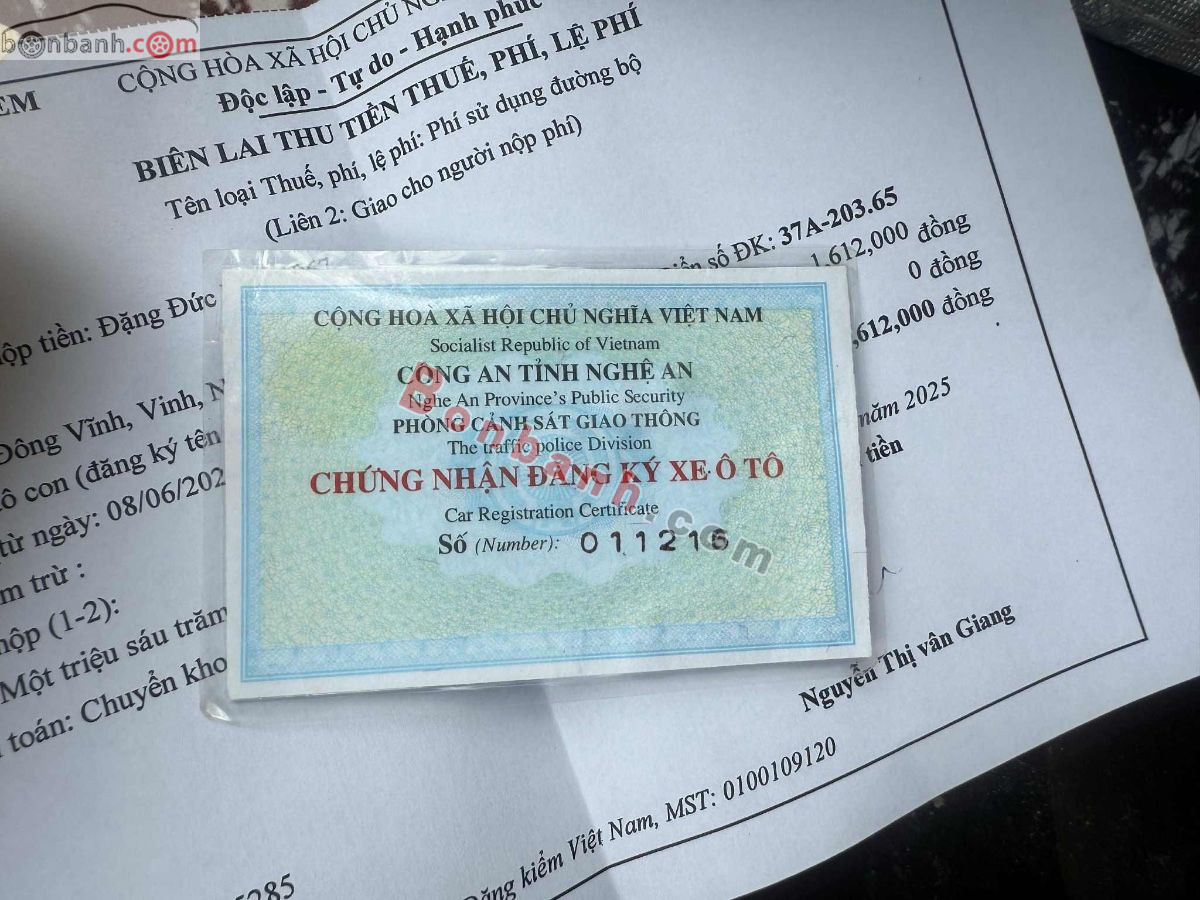 bonbanh.com
ỂM
CỘNG HÒA XÃ HỘI CHỦ
Độc lập - Tự do - Hạnh phúc
BIÊN LAI THU TIỀN THUẾ, PHÍ, LỆ PHÍ
Tên loại Thuế, phí, lệ phí: Phí sử dụng đường bộ
(Liên 2: Giao cho người nộp phí)
số ĐK: 37A-203.65
1,612,000 đồng
0 đồng
,612,000 đồng
ộp tiền: Đặng Đức
Đông Vĩnh, Vinh, N
ô con (đăng ký tên
từ ngày: 08/06/202
m trừ :
nộp (1-2):
Một triệu sáu trăm
toán: Chuyển kho
năm 2025
tiền
CỘNG HOÀ XÃ HỘI CHỦ NGHĨA VIỆT NAM
Socialist Republic of Vietnam
CÔNG AN TỈNH NGHỆ AN
Nghe An Province's Public Security
PHÒNG CẢNH SÁT GIAO THÔNG
The traffic police Division
CHỨNG NHẬN ĐĂNG KÝ XE Ô TÔ
Car Registration Certificate
Số (Number): 011216
Bonbanh.com
Nguyễn Thị vân Giang
Đăng kiểm Việt Nam, MST: 0100109120
5285